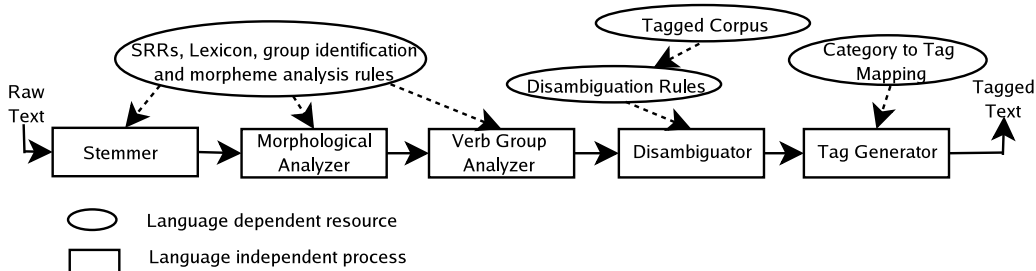 SRRs, Lexicon, group identification
and morpheme analysis rules
Tagged Corpus
Disambiguation Rules
Category to Tag
Mapping
Raw
Text
Tagged
Text
Stemmer
Morphological
Analyzer
Verb Group
Analyzer
Disambiguator
Tag Generator
Language dependent resource
Language independent process